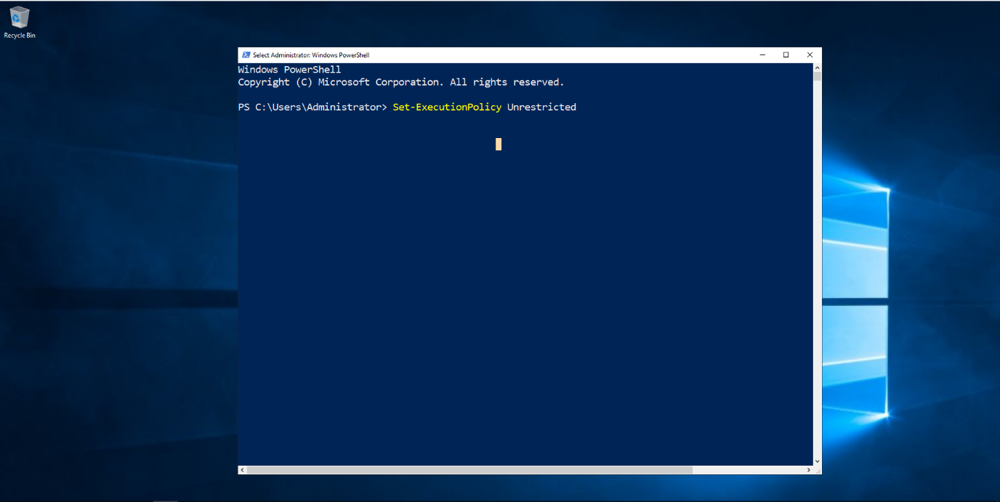 Recycle Bin
Select Administrator: Windows PowerShell
Windows PowerShell
Copyright (C) Microsoft Corporation. All rights reserved.
PS C:\Users\Administrator> Set-ExecutionPolicy Unrestricted